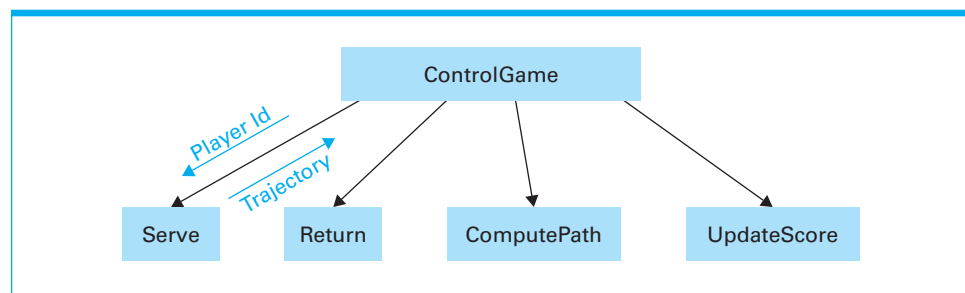 ControlGame
Player Id
Trajectory
Serve
Return
ComputePath
UpdateScore